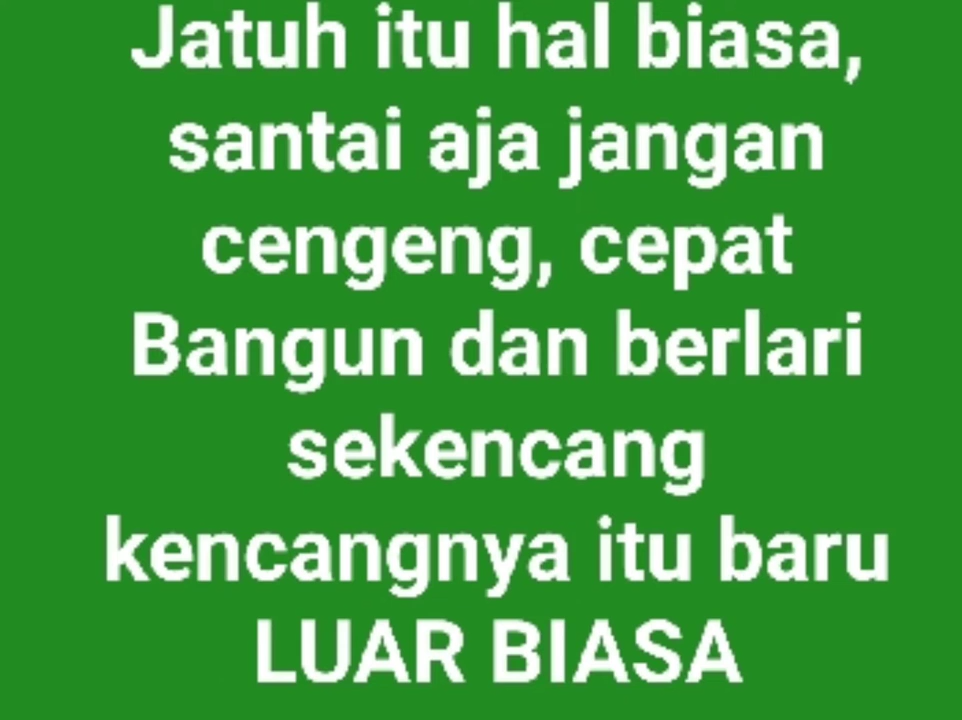 Jatuh itu hal biasa,
santai aja jangan
cengeng, cepat
Bangun dan berlari
sekencang
kencangnya itu baru
LUAR BIASA